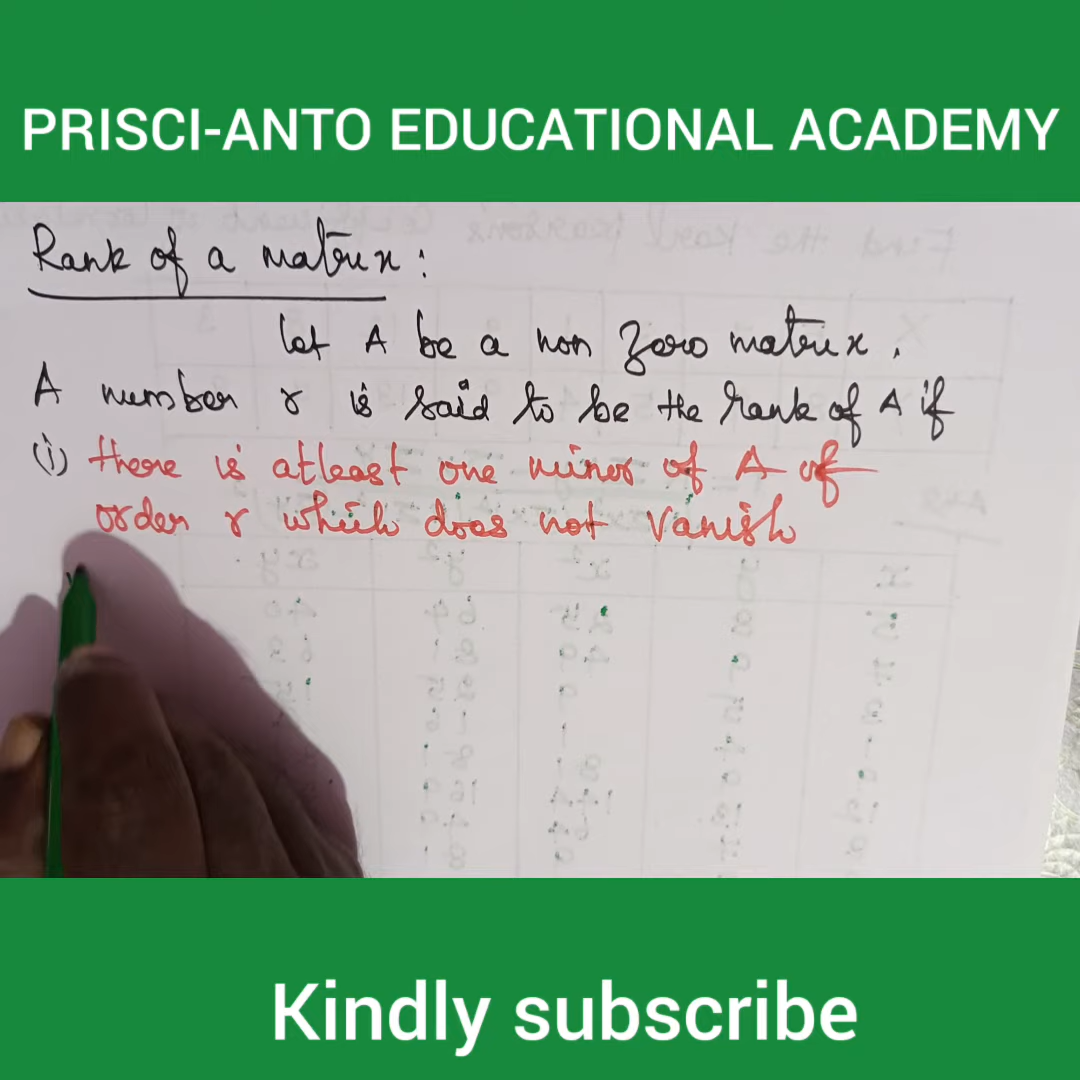 PRISCI-ANTO EDUCATIONAL ACADEMY
Rank of a matrix :
Let A be a non zero matrix.
A number r is said to be the rank of A if
(i) there is atleast one minor of A of
order r which does not vanish
Kindly subscribe